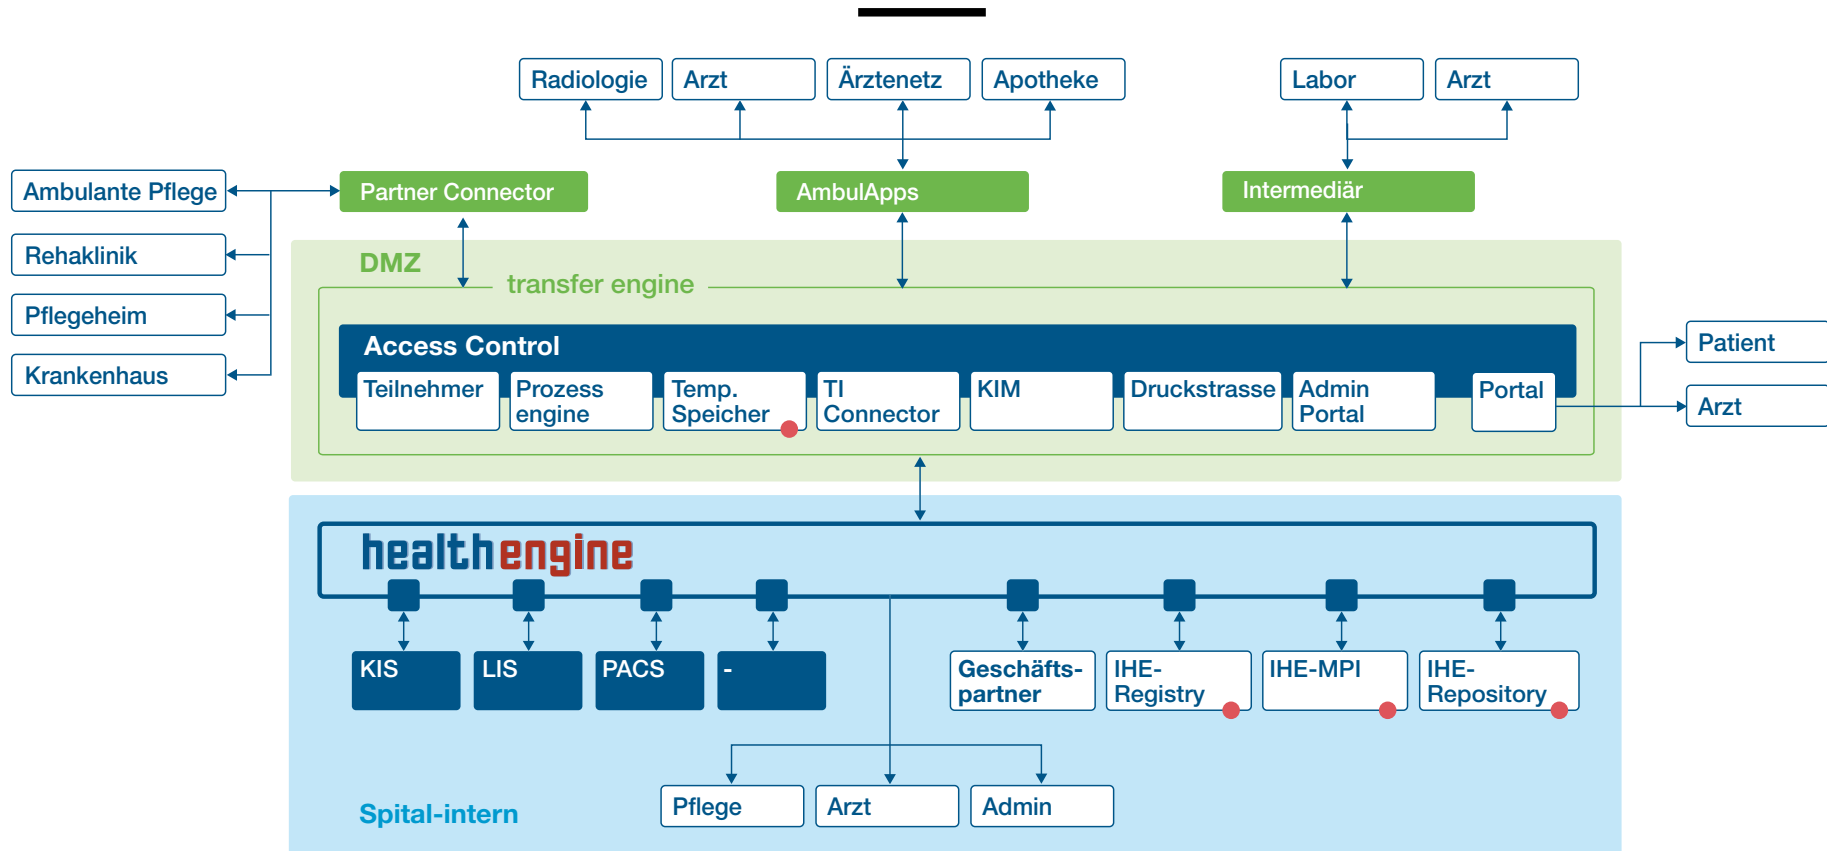 Radiologie
Arzt
Ärztenetz
Apotheke
Labor
Arzt
Ambulante Pflege
Partner Connector
AmbulApps
Intermediär
Rehaklinik
Pflegeheim
Krankenhaus
DMZ
transfer engine
Access Control
Teilnehmer
Prozess
engine
Temp.
Speicher
TI
Connector
KIM
Druckstrasse
Admin
Portal
Portal
Patient
Arzt
healthengine
KIS
LIS
PACS
-
Geschäfts-
partner
IHE-
Registry
IHE-MPI
IHE-
Repository
Pflege
Arzt
Admin
Spital-intern